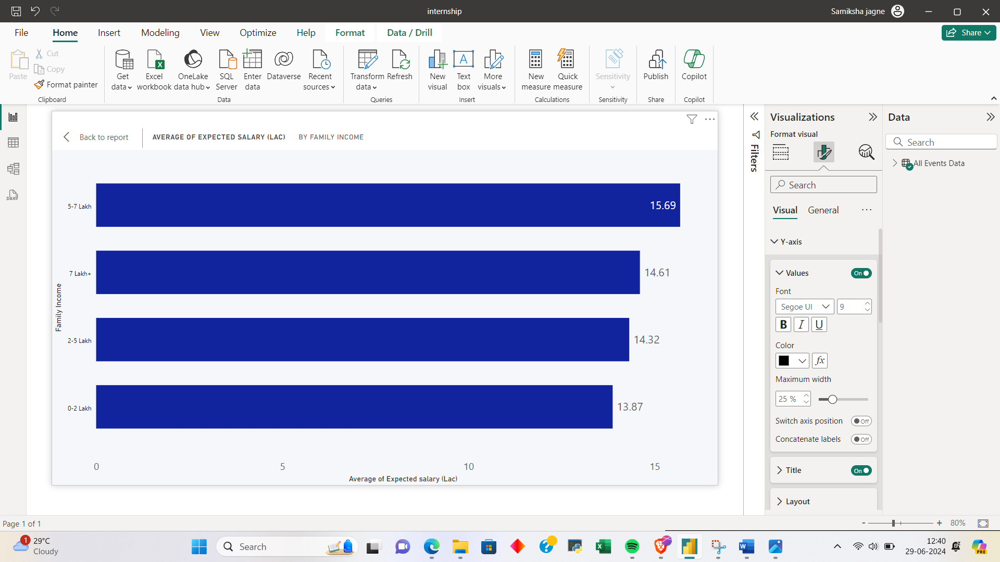 internship
Samiksha jagne
File
Home
Insert
Modeling
View
Optimize
Help
Format
Data / Drill
Share
Paste
Cut
Copy
Format painter
Clipboard
Get
data
Excel
workbook
OneLake
data hub
SQL
Server
Enter
data
Dataverse
Recent
sources
Data
Transform
data
Refresh
Queries
New
visual
Text
box
More
visuals
Insert
New
measure
Quick
measure
Calculations
Sensitivity
Sensitivity
Publish
Share
Copilot
Copilot
Back to report
AVERAGE OF EXPECTED SALARY (LAC)
BY FAMILY INCOME
Family Income
5-7 Lakh
15.69
7 Lakh+
14.61
2-5 Lakh
14.32
0-2 Lakh
13.87
0
5
10
15
Average of Expected salary (Lac)
Filters
Visualizations
Format visual
Search
Visual
General
Y-axis
Values
On
Font
Segoe UI
9
B
I
U
Color
fx
Maximum width
25 %
Switch axis position
Off
Concatenate labels
Off
Title
On
Layout
Data
Search
All Events Data
DAX
A
Page 1 of 1
- + 80%
1
29°C
Cloudy
Search
12:40
29-06-2024
PRE